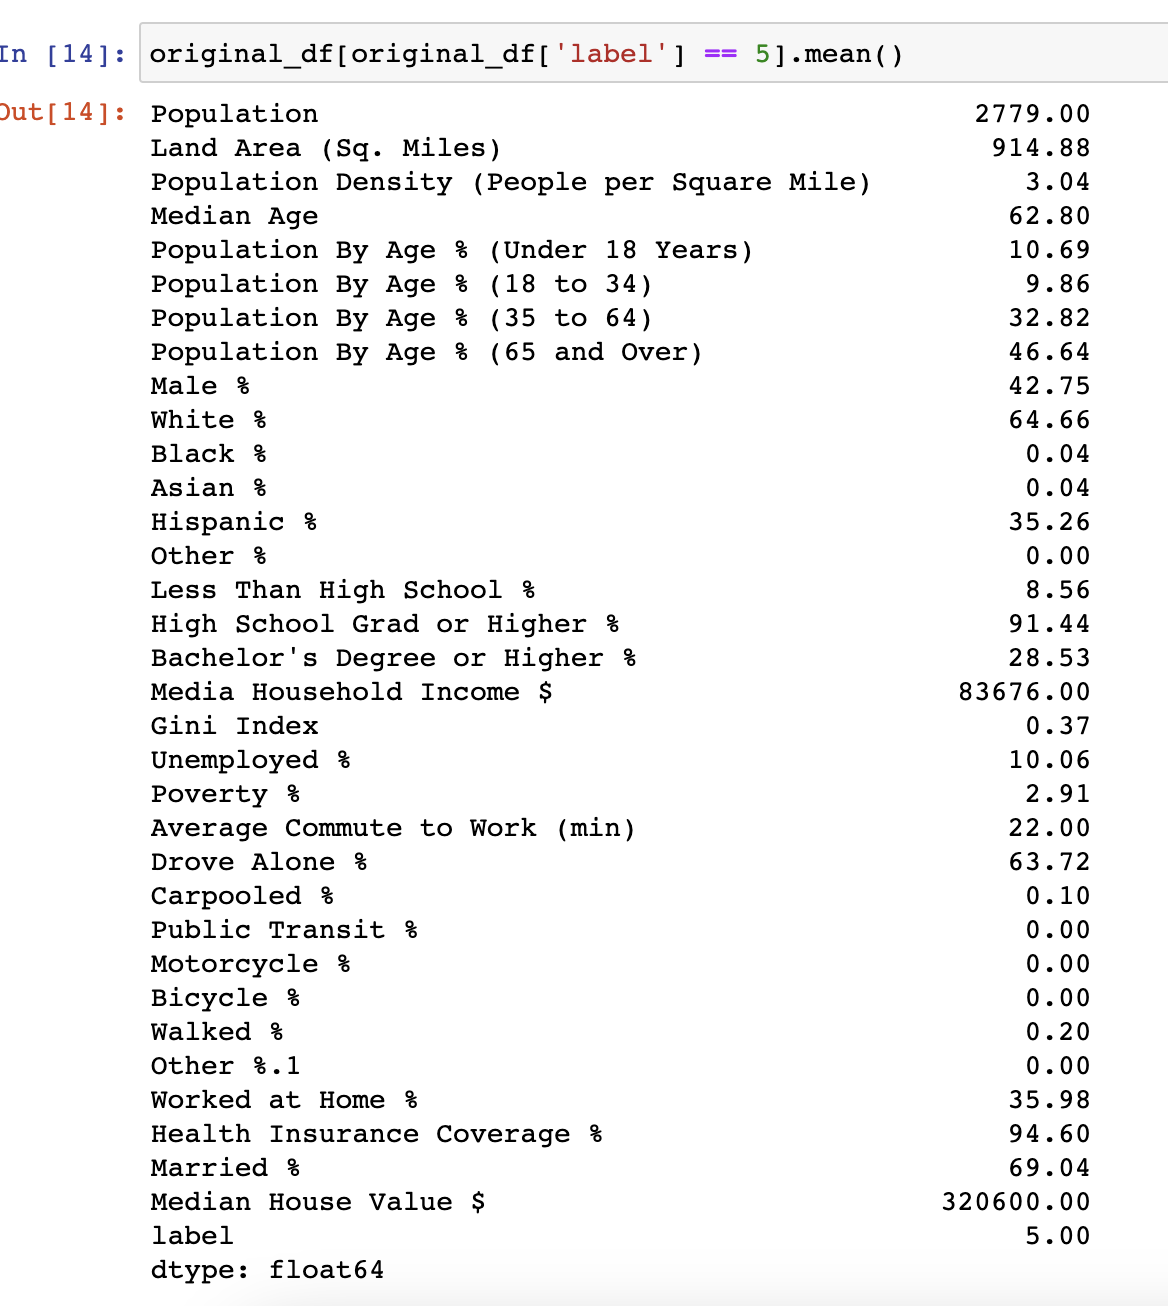 In [14]: original_df[original_df['label'] == 5].mean()
Out[14]: Population 2779.00
Land Area (Sq. Miles) 914.88
Population Density (People per Square Mile) 3.04
Median Age 62.80
Population By Age % (Under 18 Years) 10.69
Population By Age % (18 to 34) 9.86
Population By Age % (35 to 64) 32.82
Population By Age % (65 and Over) 46.64
Male % 42.75
White % 64.66
Black % 0.04
Asian % 0.04
Hispanic % 35.26
Other % 0.00
Less Than High School % 8.56
High School Grad or Higher % 91.44
Bachelor's Degree or Higher % 28.53
Media Household Income $ 83676.00
Gini Index 0.37
Unemployed % 10.06
Poverty % 2.91
Average Commute to Work (min) 22.00
Drove Alone % 63.72
Carpooled % 0.10
Public Transit % 0.00
Motorcycle % 0.00
Bicycle % 0.00
Walked % 0.20
Other %.1 0.00
Worked at Home % 35.98
Health Insurance Coverage % 94.60
Married % 69.04
Median House Value $ 320600.00
label 5.00
dtype: float64